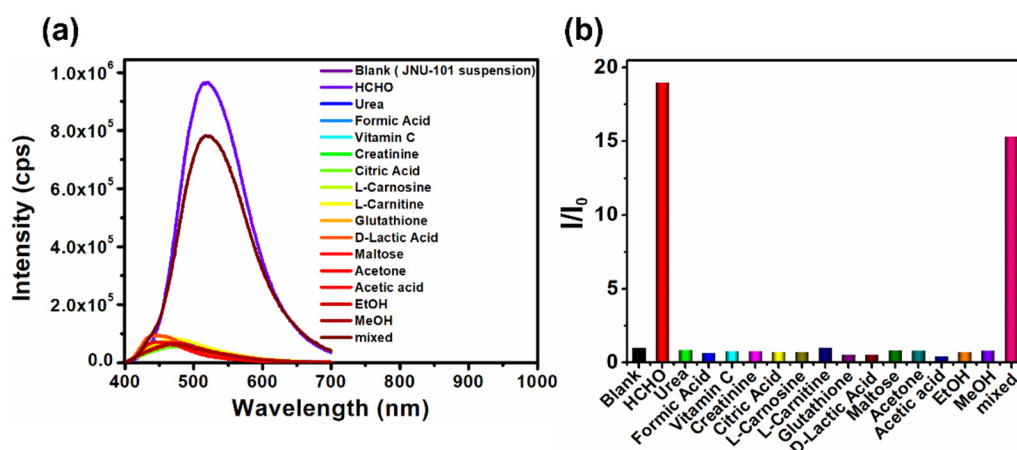 (a)
1.0x10⁶
8.0x10⁵
6.0x10⁵
4.0x10⁵
2.0x10⁵
0.0
Intensity (cps)
400 500 600 700 800 900 1000
Wavelength (nm)
Blank ( JNU-101 suspension)
HCHO
Urea
Formic Acid
Vitamin C
Creatinine
Citric Acid
L-Carnosine
L-Carnitine
Glutathione
D-Lactic Acid
Maltose
Acetone
Acetic acid
EtOH
MeOH
mixed
(b)
20
15
10
5
0
I/I₀
Blank
HCHO
Urea
Formic Acid
Vitamin C
Creatinine
Citric Acid
L-Carnosine
L-Carnitine
Glutathione
D-Lactic Acid
Maltose
Acetone
Acetic acid
EtOH
MeOH
mixed